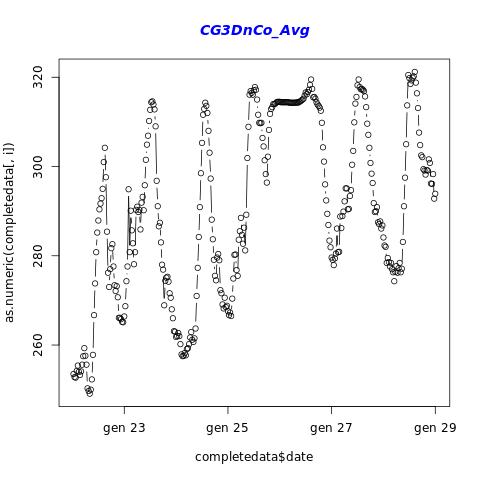 CG3DnCo_Avg
as.numeric(completedata[, i])
320
300
280
260
gen 23
gen 25
gen 27
gen 29
completedata$date